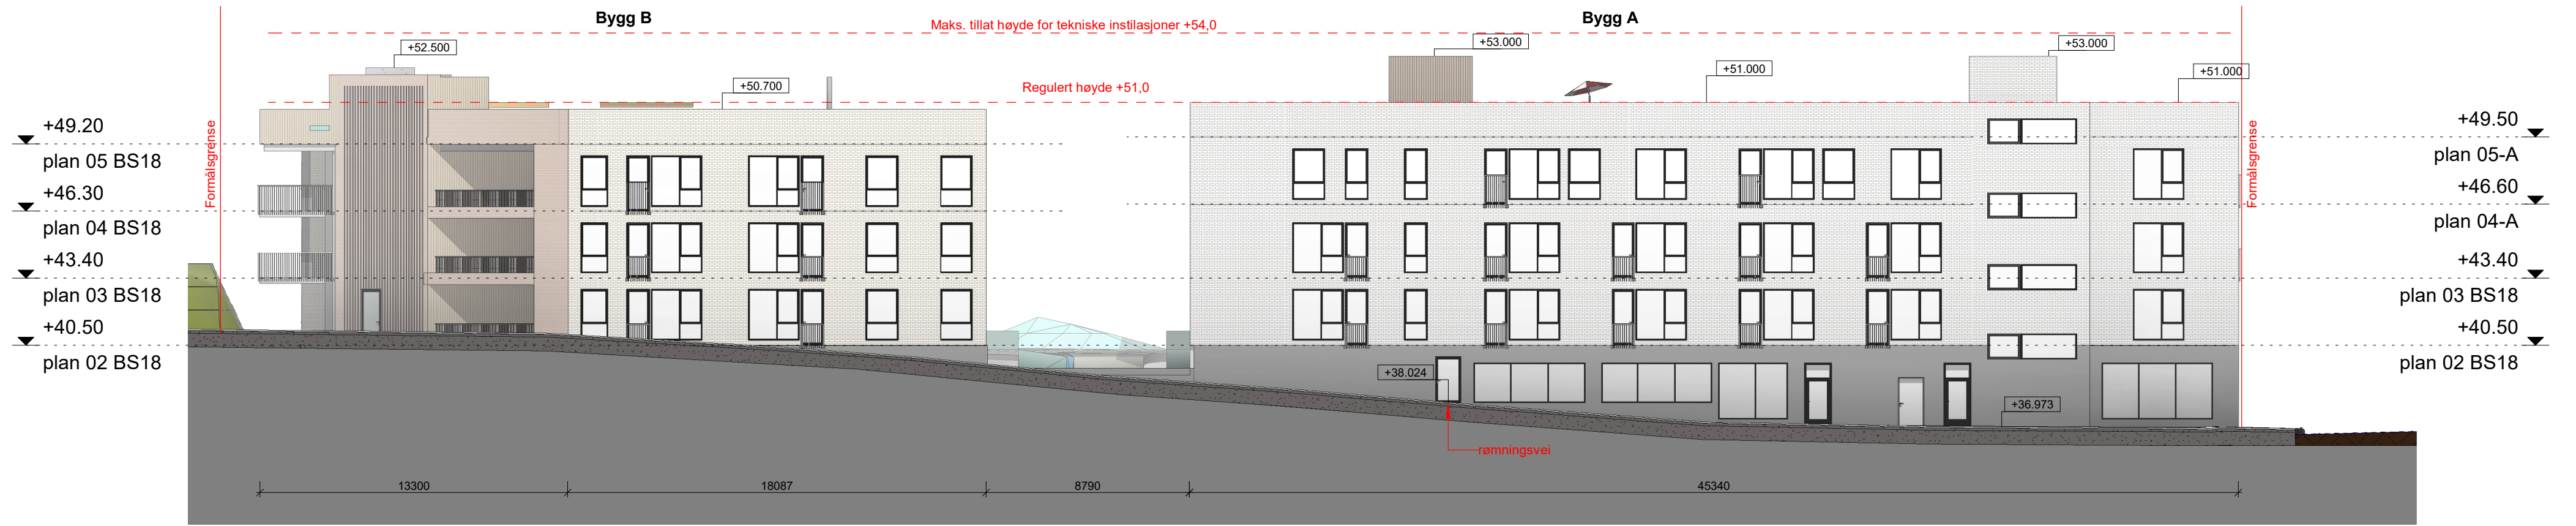 Bygg B
Maks. tillat høyde for tekniske instilasjoner +54,0
Bygg A
+52.500
+53.000
+53.000
+50.700
Regulert høyde +51,0
+51.000
+51.000
Formålsgrense
Formålsgrense
+49.20
plan 05 BS18
+46.30
plan 04 BS18
+43.40
plan 03 BS18
+40.50
plan 02 BS18
+49.50
plan 05-A
+46.60
plan 04-A
+43.40
plan 03 BS18
+40.50
plan 02 BS18
+38.024
+36.973
rømningsvei
13300
18087
8790
45340